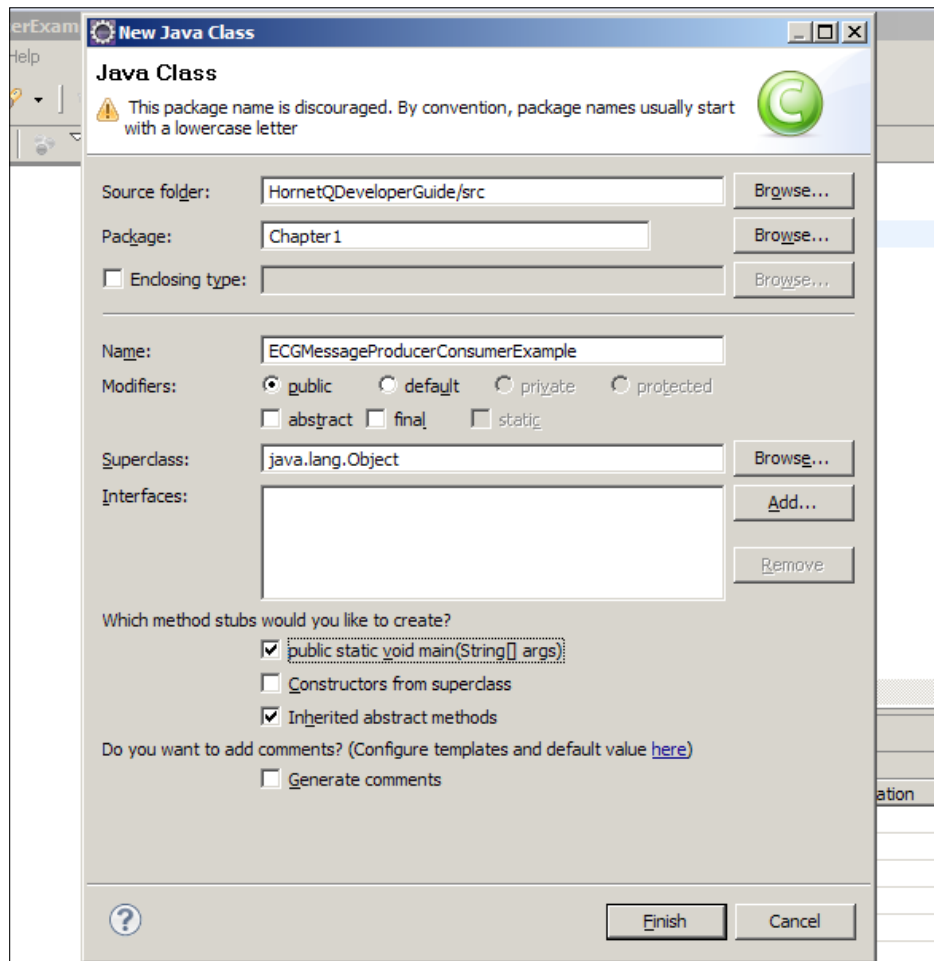 erExam
New Java Class
Help
Java Class
This package name is discouraged. By convention, package names usually start
with a lowercase letter
Source folder: HornetQDeveloperGuide/src Browse...
Package: Chapter1 Browse...
Enclosing type: Browse...
Name: ECGMessageProducerConsumerExample
Modifiers: public default private protected
abstract final static
Superclass: java.lang.Object Browse...
Interfaces: Add...
Remove
Which method stubs would you like to create?
public static void main(String[] args)
Constructors from superclass
Inherited abstract methods
Do you want to add comments? (Configure templates and default value here)
Generate comments
ation
? Finish Cancel